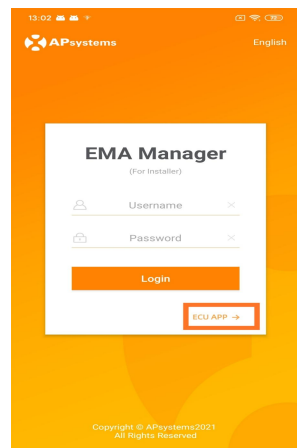 13:02
APsystems
English
EMA Manager
(For Installer)
Username
Password
Login
ECU APP →
Copyright © APsystems2021
All Rights Reserved